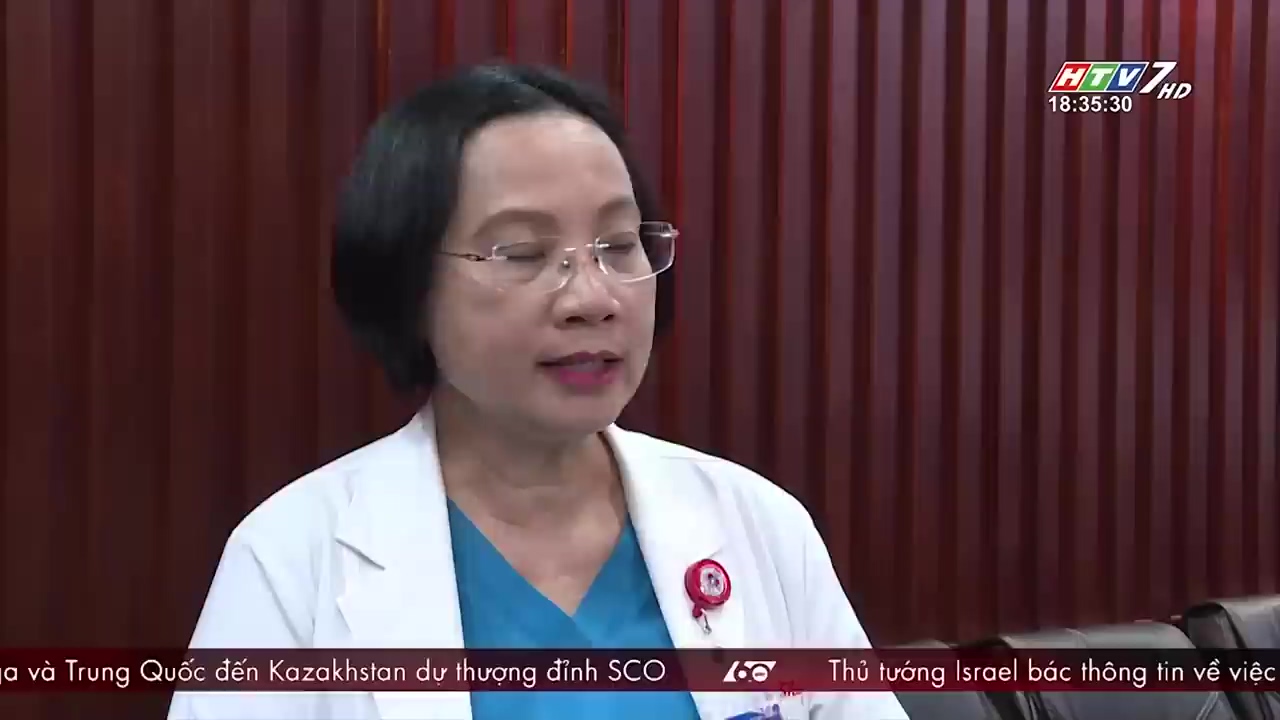 HTV7 HD
18:35:30
và Trung Quốc đến Kazakhstan dự thượng đỉnh SCO
60
Thủ tướng Israel bác thông tin về việc